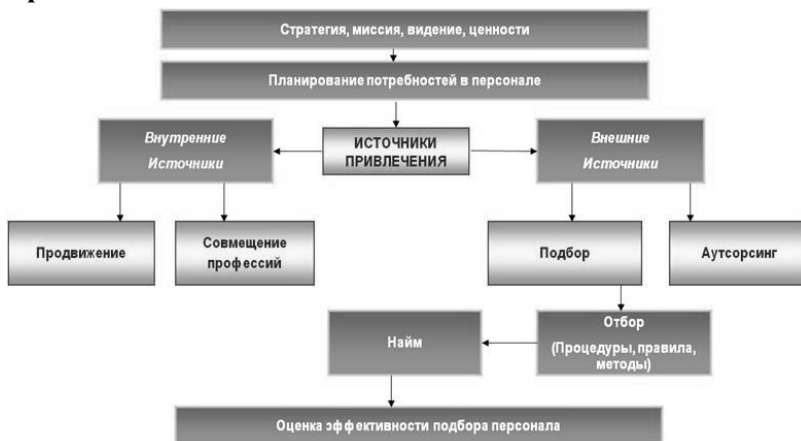 Стратегия, миссия, видение, ценности
Планирование потребностей в персонале
Внутренние
Источники
ИСТОЧНИКИ
ПРИВЛЕЧЕНИЯ
Внешние
Источники
Продвижение
Совмещение
профессий
Подбор
Аутсорсинг
Найм
Отбор
(Процедуры, правила,
методы)
Оценка эффективности подбора персонала